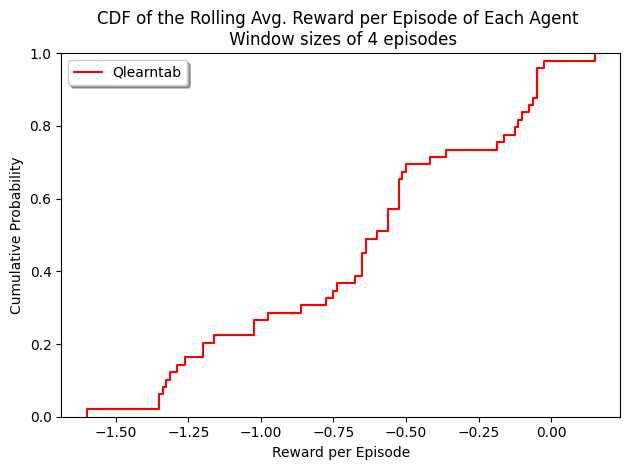 CDF of the Rolling Avg. Reward per Episode of Each Agent
Window sizes of 4 episodes
Qlearntab
Cumulative Probability
1.0
0.8
0.6
0.4
0.2
0.0
−1.50 −1.25 −1.00 −0.75 −0.50 −0.25 0.00
Reward per Episode